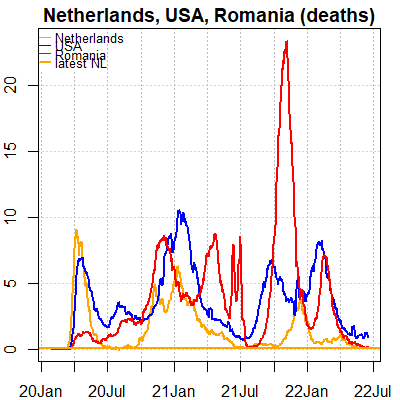 Netherlands, USA, Romania (deaths)
Netherlands
USA
Romania
latest NL
20
15
10
5
0
20Jan 20Jul 21Jan 21Jul 22Jan 22Jul